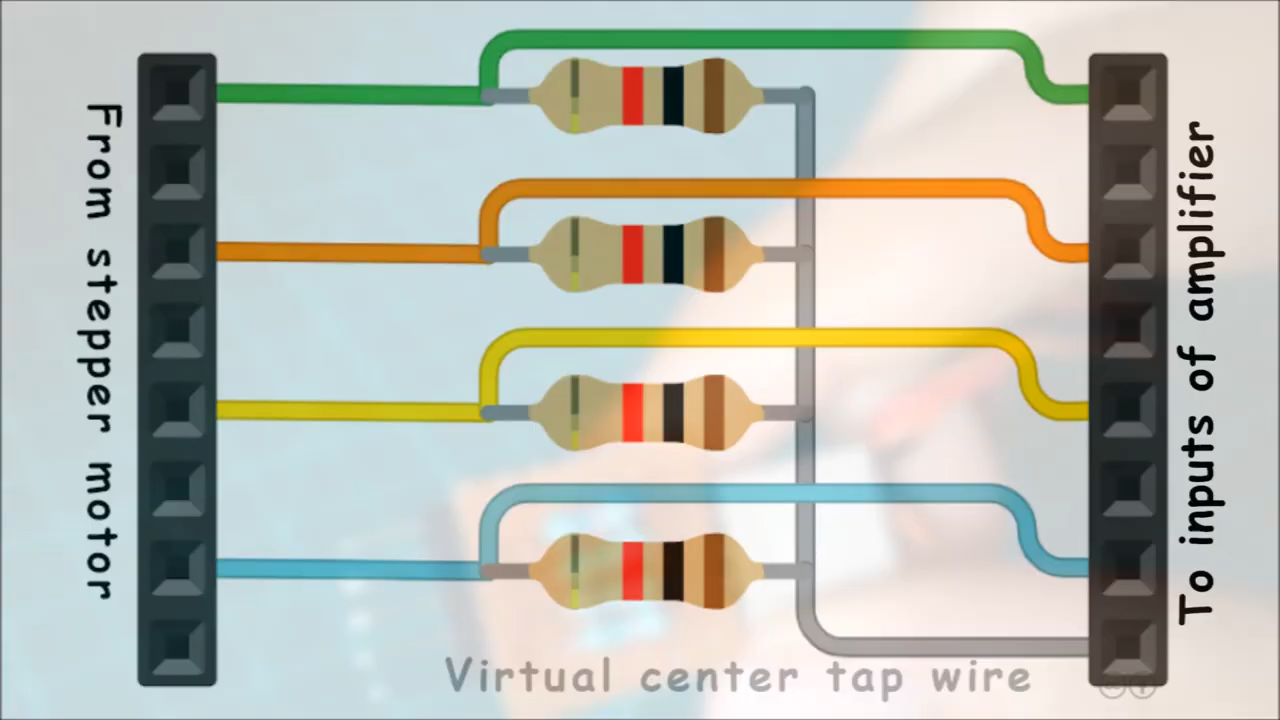 From stepper motor
To inputs of amplifier
Virtual center tap wire